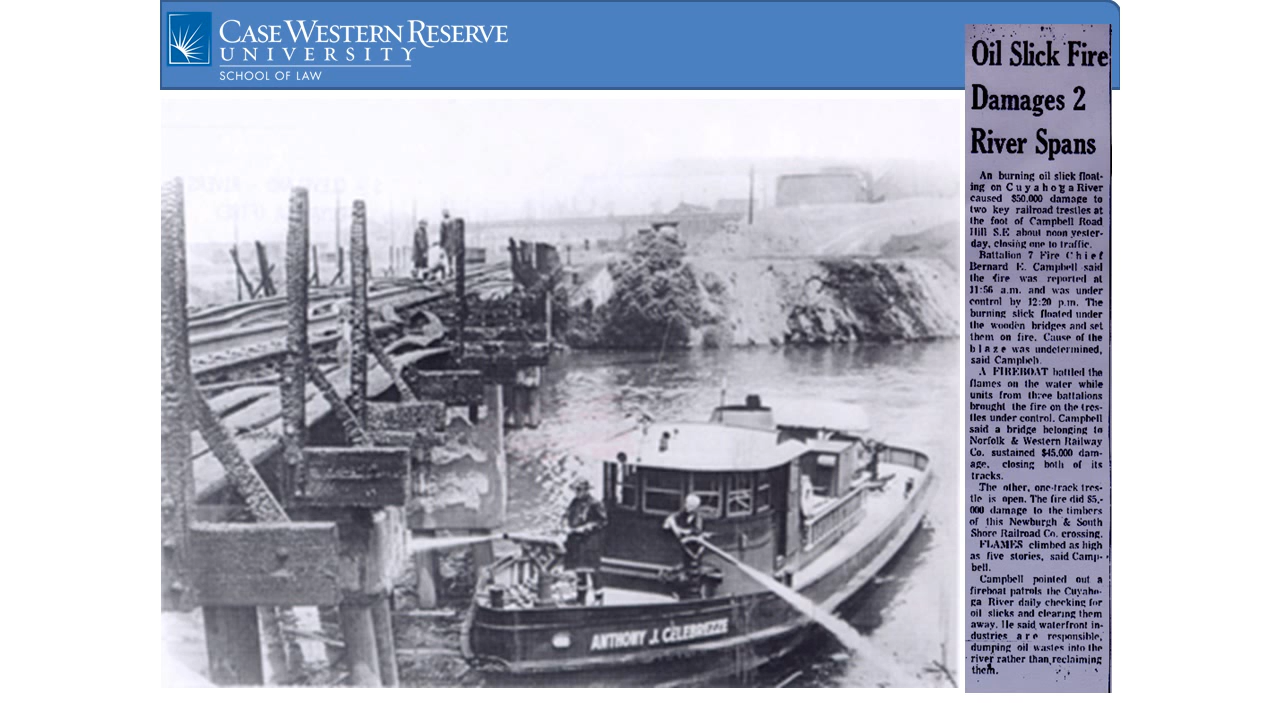 CASE WESTERN RESERVE
UNIVERSITY
SCHOOL OF LAW
Oil Slick Fire
Damages 2
River Spans
An burning oil slick float-
ing on Cuyahoga River
caused $50,000 damage to
two key railroad trestles at
the foot of Campbell Road
Hill S.E. about noon yester-
day, closing one to traffic.
Battalion 7 Fire Chief
Bernard E. Campbell said
the fire was reported at
11:56 a.m. and was under
control by 12:20 p.m. The
burning slick floated under
the wooden bridges and set
them on fire. Cause of the
blaze was undetermined,
said Campbell.
A FIREBOAT battled the
flames on the water while
units from three battalions
brought the fire on the tres-
tles under control. Campbell
said a bridge belonging to
Norfolk & Western Railway
Co. sustained $45,000 dam-
age, closing both of its
tracks.
The other, one-track tres-
tle is open. The fire did $5,-
000 damage to the timbers
of this Newburgh & South
Shore Railroad Co. crossing.
FLAMES climbed as high
as five stories, said Camp-
bell.
Campbell pointed out a
fireboat patrols the Cuyaho-
ga River daily checking for
oil slicks and clearing them
away. He said waterfront in-
dustries are responsible,
dumping oil wastes into the
river rather than reclaiming
them.
ANTHONY J. CELEBREZZE